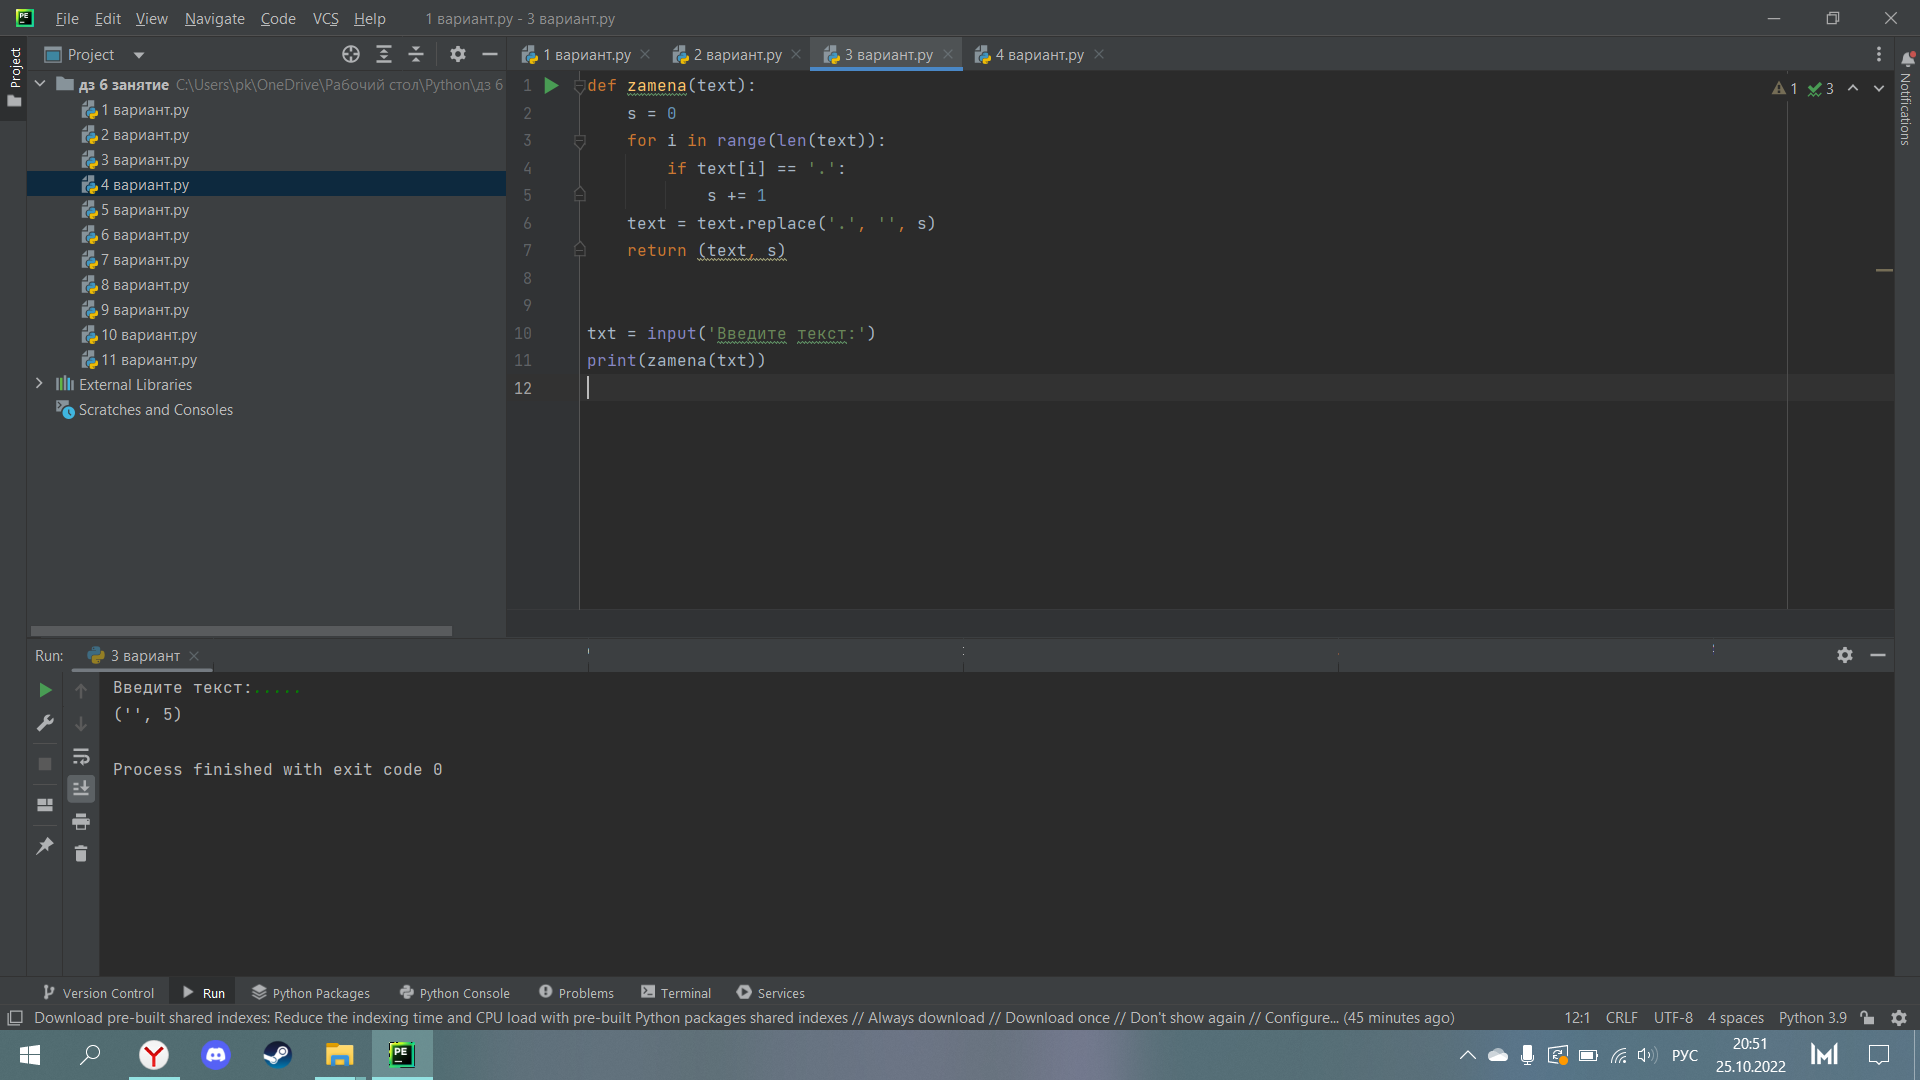 File Edit View Navigate Code VCS Help 1 вариант.py - 3 вариант.py
Project
Project
1 вариант.py 2 вариант.py 3 вариант.py 4 вариант.py
дз 6 занятие C:\Users\pk\OneDrive\Рабочий стол\Python\дз 6
1 вариант.py
2 вариант.py
3 вариант.py
4 вариант.py
5 вариант.py
6 вариант.py
7 вариант.py
8 вариант.py
9 вариант.py
10 вариант.py
11 вариант.py
External Libraries
Scratches and Consoles
1 def zamena(text):
2 s = 0
3 for i in range(len(text)):
4 if text[i] == '.':
5 s += 1
6 text = text.replace('.', '', s)
7 return (text, s)
8
9
10 txt = input('Введите текст:')
11 print(zamena(txt))
12
1 3
Notifications
Run: 3 вариант
Введите текст:.....
('', 5)
Process finished with exit code 0
Version Control Run Python Packages Python Console Problems Terminal Services
Download pre-built shared indexes: Reduce the indexing time and CPU load with pre-built Python packages shared indexes // Always download // Download once // Don't show again // Configure... (45 minutes ago) 12:1 CRLF UTF-8 4 spaces Python 3.9
PE
РУС
20:51
25.10.2022